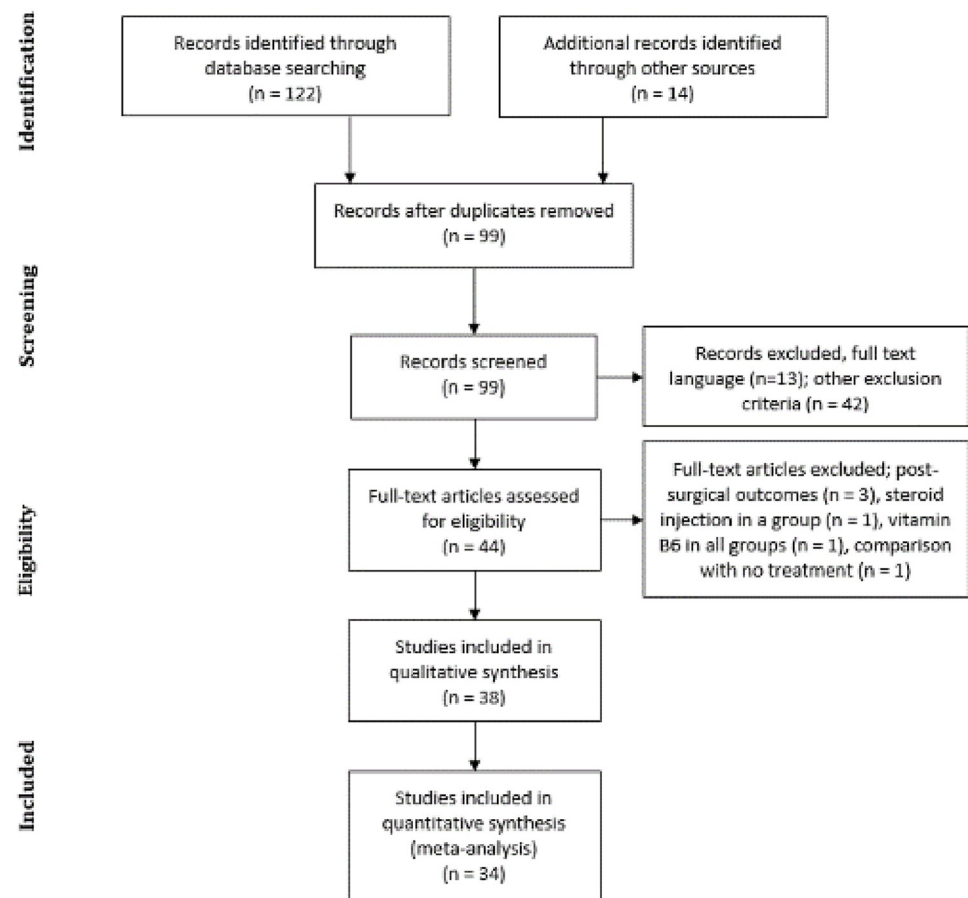 Identification
Records identified through
database searching
(n = 122)
Additional records identified
through other sources
(n = 14)
Records after duplicates removed
(n = 99)
Screening
Records screened
(n = 99)
Records excluded, full text
language (n=13); other exclusion
criteria (n = 42)
Eligibility
Full-text articles assessed
for eligibility
(n = 44)
Full-text articles excluded; post-
surgical outcomes (n = 3), steroid
injection in a group (n = 1), vitamin
B6 in all groups (n = 1), comparison
with no treatment (n = 1)
Studies included in
qualitative synthesis
(n = 38)
Included
Studies included in
quantitative synthesis
(meta-analysis)
(n = 34)